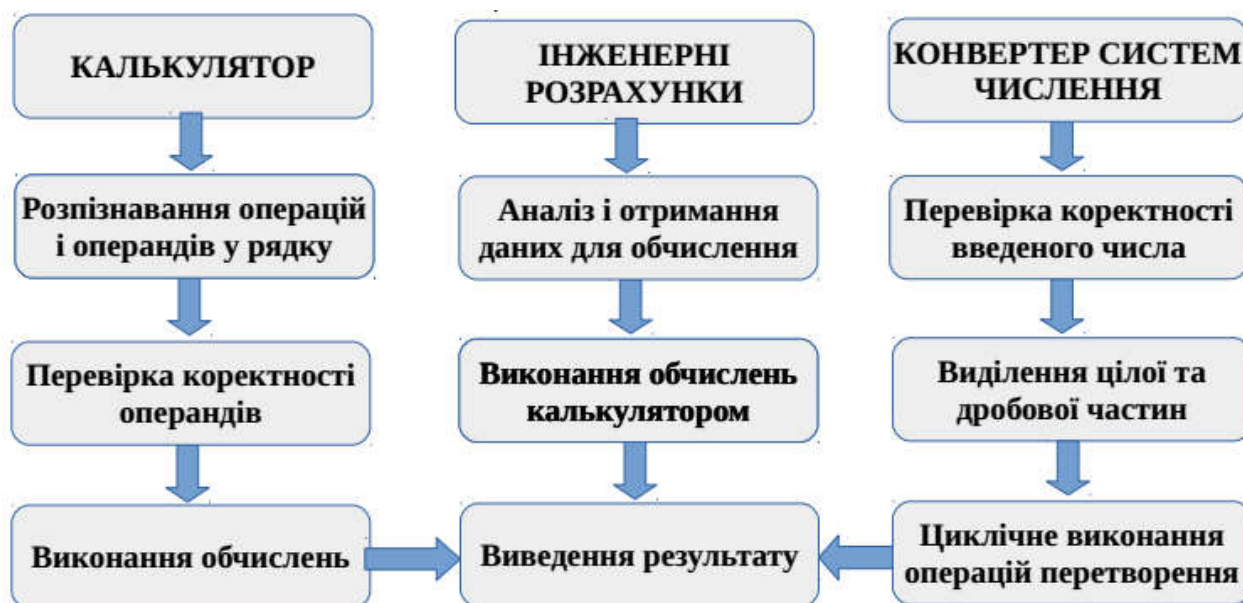 КАЛЬКУЛЯТОР
Розпізнавання операцій
і операндів у рядку
Перевірка коректності
операндів
Виконання обчислень
ІНЖЕНЕРНІ
РОЗРАХУНКИ
Аналіз і отримання
даних для обчислення
Виконання обчислень
калькулятором
Виведення результату
КОНВЕРТЕР СИСТЕМ
ЧИСЛЕННЯ
Перевірка коректності
введеного числа
Виділення цілої та
дробової частин
Циклічне виконання
операцій перетворення